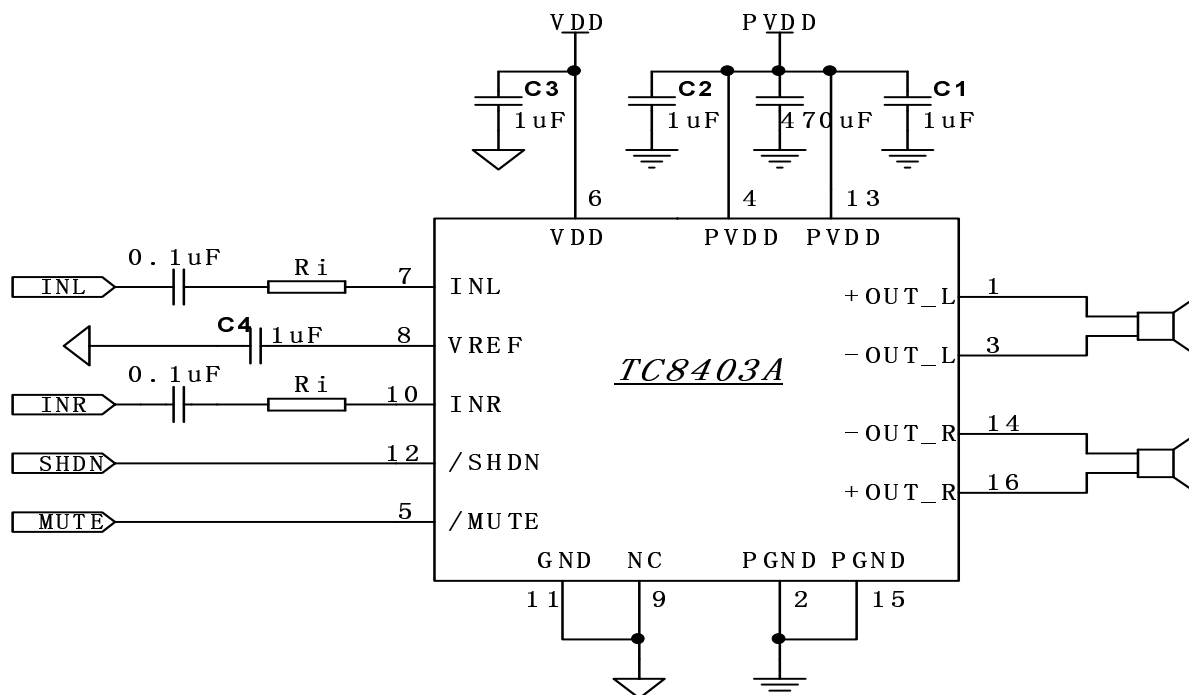 VDD
PVDD
C3
1uF
C2
1uF
470uF
C1
1uF
6
4
13
VDD
PVDD
PVDD
0.1uF
INL
Ri
7
INL
C4
1uF
8
VREF
0.1uF
INR
Ri
10
INR
SHDN
12
/SHDN
MUTE
5
/MUTE
TC8403A
+OUT_L
1
-OUT_L
3
-OUT_R
14
+OUT_R
16
GND
NC
PGND
PGND
11
9
2
15